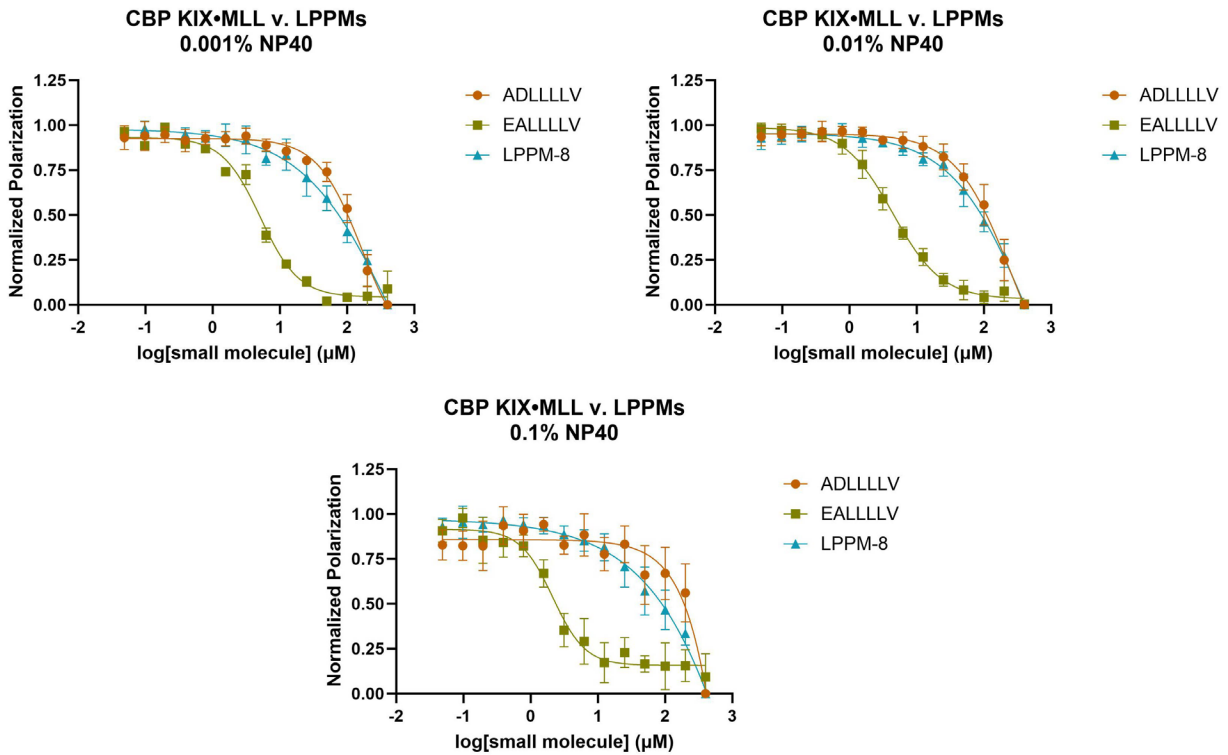 CBP KIX•MLL v. LPPMs
0.001% NP40
Normalized Polarization
1.25
1.00
0.75
0.50
0.25
0.00
-2
-1
0
1
2
3
log[small molecule] (µM)
ADLLLLV
EALLLLV
LPPM-8
CBP KIX•MLL v. LPPMs
0.01% NP40
Normalized Polarization
1.25
1.00
0.75
0.50
0.25
0.00
-2
-1
0
1
2
3
log[small molecule] (µM)
ADLLLLV
EALLLLV
LPPM-8
CBP KIX•MLL v. LPPMs
0.1% NP40
Normalized Polarization
1.25
1.00
0.75
0.50
0.25
0.00
-2
-1
0
1
2
3
log[small molecule] (µM)
ADLLLLV
EALLLLV
LPPM-8